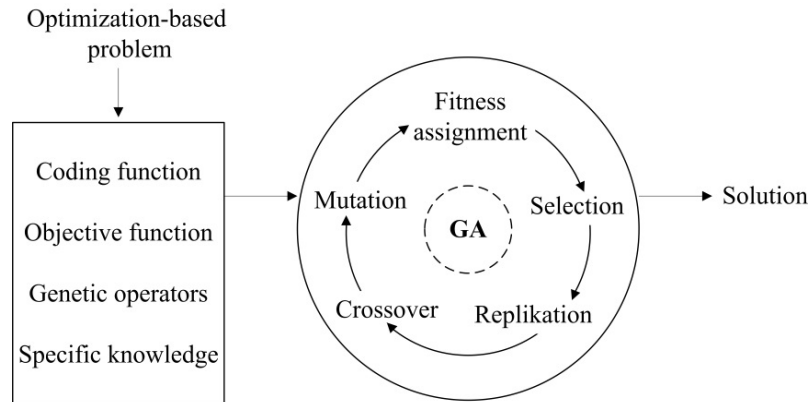 Optimization-based
problem
Coding function
Objective function
Genetic operators
Specific knowledge
Fitness
assignment
Selection
Replikation
Crossover
Mutation
GA
Solution